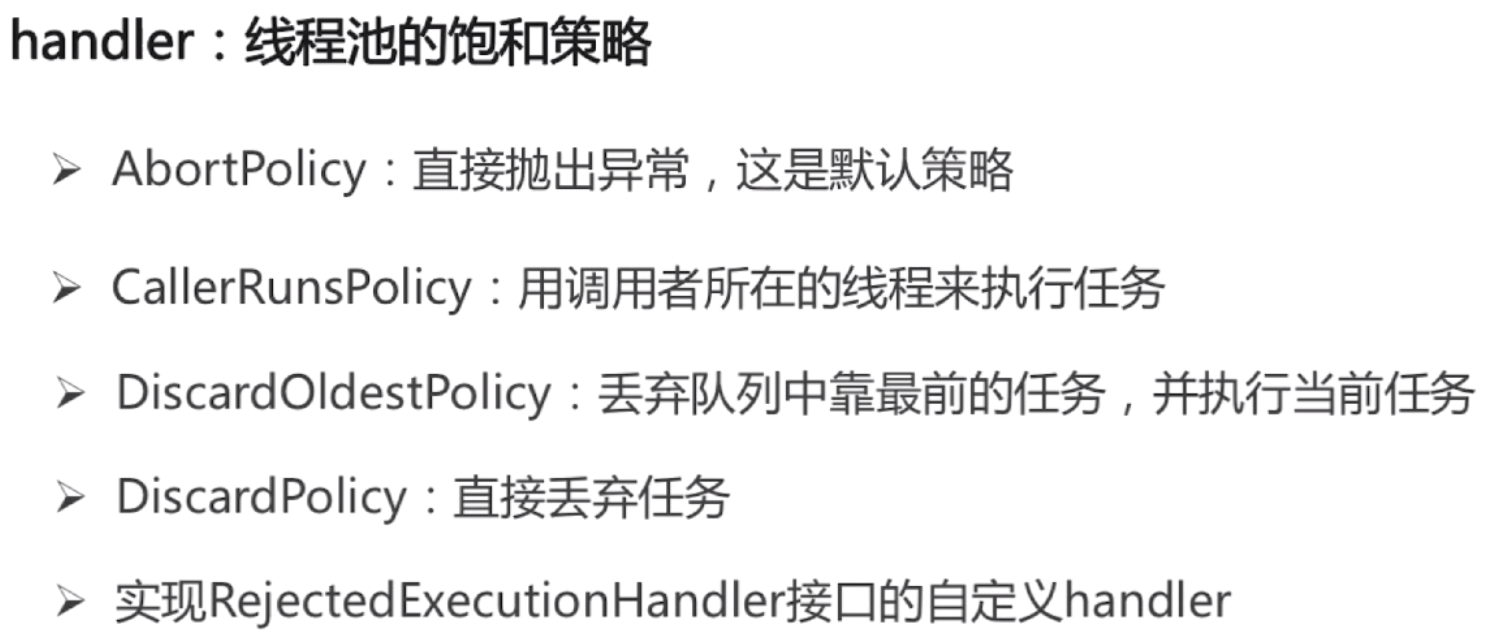 handler：线程池的饱和策略
AbortPolicy：直接抛出异常，这是默认策略
CallerRunsPolicy：用调用者所在的线程来执行任务
DiscardOldestPolicy：丢弃队列中靠最前的任务，并执行当前任务
DiscardPolicy：直接丢弃任务
实现RejectedExecutionHandler接口的自定义handler